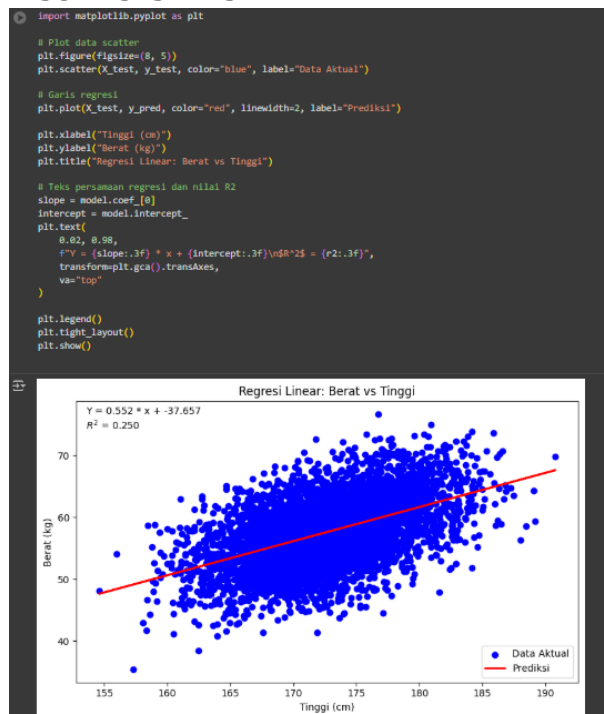 import matplotlib.pyplot as plt
# Plot data scatter
plt.figure(figsize=(8, 5))
plt.scatter(X_test, y_test, color="blue", label="Data Aktual")
# Garis regresi
plt.plot(X_test, y_pred, color="red", linewidth=2, label="Prediksi")
plt.xlabel("Tinggi (cm)")
plt.ylabel("Berat (kg)")
plt.title("Regresi Linear: Berat vs Tinggi")
# Teks persamaan regresi dan nilai R2
slope = model.coef_[0]
intercept = model.intercept_
plt.text(
    0.02, 0.98,
    f"Y = {slope:.3f} * x + {intercept:.3f}\n$R^2$ = {r2:.3f}",
    transform=plt.gca().transAxes,
    va="top"
)
plt.legend()
plt.tight_layout()
plt.show()
Regresi Linear: Berat vs Tinggi
Y = 0.552 * x + -37.657
R² = 0.250
70
60
50
40
Berat (kg)
Data Aktual
Prediksi
155 160 165 170 175 180 185 190
Tinggi (cm)